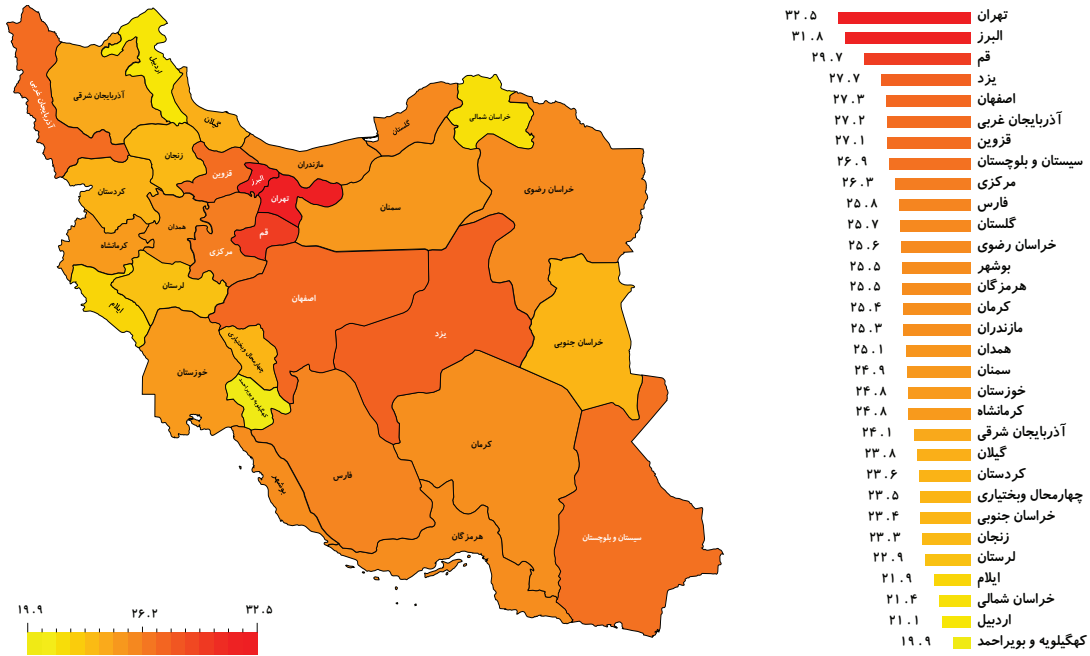 تهران ۳۲.۵
البرز ۳۱.۸
قم ۲۹.۷
یزد ۲۷.۷
اصفهان ۲۷.۳
آذربایجان غربی ۲۷.۲
قزوین ۲۷.۱
سیستان و بلوچستان ۲۶.۹
مرکزی ۲۶.۳
فارس ۲۵.۸
گلستان ۲۵.۷
خراسان رضوی ۲۵.۶
بوشهر ۲۵.۵
هرمزگان ۲۵.۵
کرمان ۲۵.۴
مازندران ۲۵.۳
همدان ۲۵.۱
سمنان ۲۴.۹
خوزستان ۲۴.۸
کرمانشاه ۲۴.۸
آذربایجان شرقی ۲۴.۱
گیلان ۲۳.۸
کردستان ۲۳.۶
چهارمحال وبختیاری ۲۳.۵
خراسان جنوبی ۲۳.۴
زنجان ۲۳.۳
لرستان ۲۲.۹
ایلام ۲۱.۹
خراسان شمالی ۲۱.۴
اردبیل ۲۱.۱
کهگیلویه و بویراحمد ۱۹.۹
اردبیل
آذربایجان شرقی
آذربایجان غربی
گیلان
گلستان
خراسان شمالی
زنجان
مازندران
قزوین
البرز
تهران
خراسان رضوی
کردستان
سمنان
همدان
قم
کرمانشاه
مرکزی
لرستان
اصفهان
ایلام
یزد
خراسان جنوبی
چهارمحال وبختیاری
خوزستان
کهگیلویه و بویراحمد
کرمان
فارس
بوشهر
هرمزگان
سیستان و بلوچستان
۱۹.۹
۲۶.۲
۳۲.۵